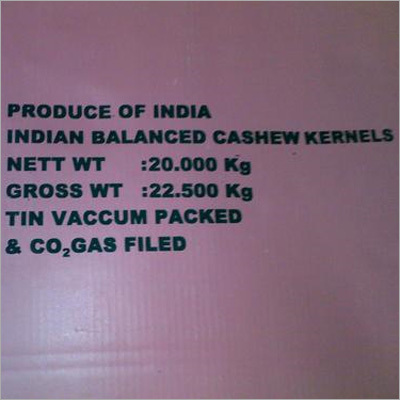 PRODUCE OF INDIA
INDIAN BALANCED CASHEW KERNELS
NETT WT :20.000 Kg
GROSS WT :22.500 Kg
TIN VACCUM PACKED
& CO₂GAS FILED